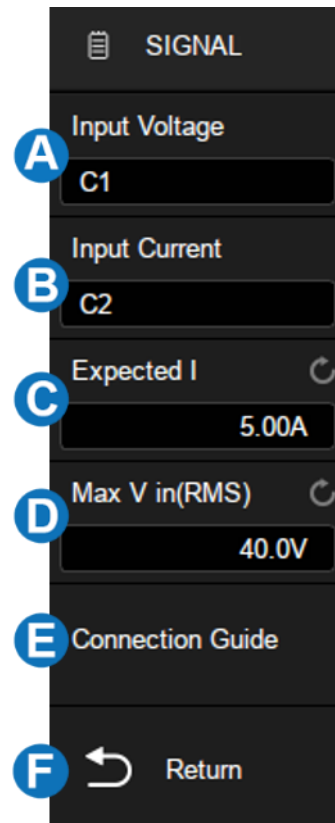 SIGNAL
A
Input Voltage
C1
B
Input Current
C2
C
Expected I
5.00A
D
Max V in(RMS)
40.0V
E
Connection Guide
F
Return